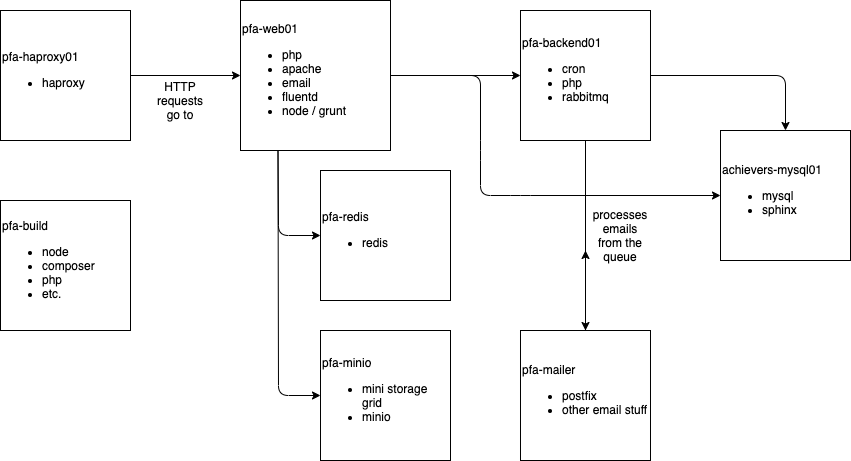 pfa-haproxy01
haproxy
HTTP
requests
go to
pfa-web01
php
apache
email
fluentd
node / grunt
pfa-backend01
cron
php
rabbitmq
achievers-mysql01
mysql
sphinx
pfa-build
node
composer
php
etc.
pfa-redis
redis
processes
emails
from the
queue
pfa-minio
mini storage
grid
minio
pfa-mailer
postfix
other email stuff